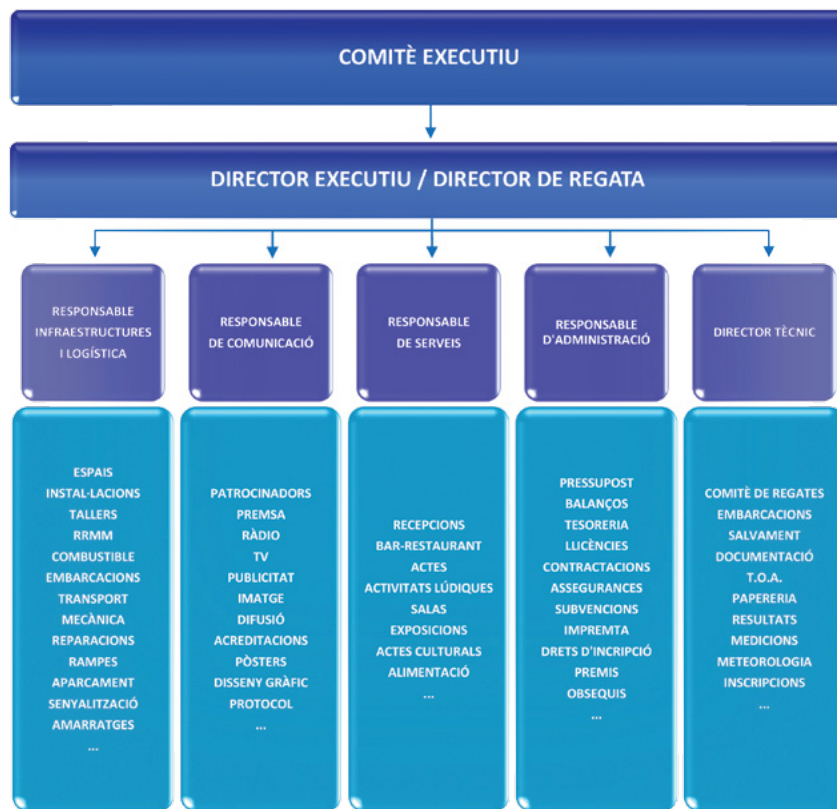 COMITÈ EXECUTIU
DIRECTOR EXECUTIU / DIRECTOR DE REGATA
RESPONSABLE
INFRAESTRUCTURES
I LOGÍSTICA
RESPONSABLE
DE COMUNICACIÓ
RESPONSABLE
DE SERVEIS
RESPONSABLE
D'ADMINISTRACIÓ
DIRECTOR TÈCNIC
ESPAIS
INSTAL·LACIONS
TALLERS
RRMM
COMBUSTIBLE
EMBARCACIONS
TRANSPORT
MECÀNICA
REPARACIONS
RAMPES
APARCAMENT
SENYALITZACIÓ
AMARRATGES
...
PATROCINADORS
PREMSA
RÀDIO
TV
PUBLICITAT
IMATGE
DIFUSIÓ
ACREDITACIONS
PÒSTERS
DISSENY GRÀFIC
PROTOCOL
...
RECEPCIONS
BAR-RESTAURANT
ACTES
ACTIVITATS LÚDIQUES
SALAS
EXPOSICIONS
ACTES CULTURALS
ALIMENTACIÓ
...
PRESSUPOST
BALANÇOS
TESORERIA
LLICÈNCIES
CONTRACTACIONS
ASSEGURANCES
SUBVENCIONS
IMPREMTA
DRETS D'INCRIPCIÓ
PREMIS
OBSEQUIS
...
COMITÈ DE REGATES
EMBARCACIONS
SALVAMENT
DOCUMENTACIÓ
T.O.A.
PAPERERIA
RESULTATS
MEDICIONS
METEOROLOGIA
INSCRIPCIONS
...